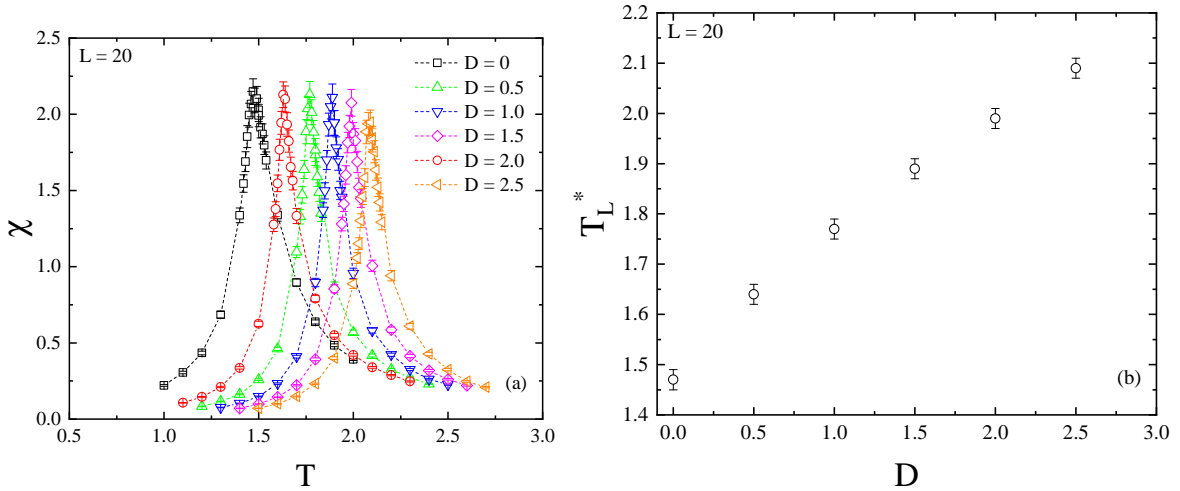 L = 20
D = 0
D = 0.5
D = 1.0
D = 1.5
D = 2.0
D = 2.5
2.5
2.0
1.5
1.0
0.5
0.0
χ
(a)
0.5 1.0 1.5 2.0 2.5 3.0
T
L = 20
2.2
2.1
2.0
1.9
1.8
1.7
1.6
1.5
1.4
T_L^*
(b)
0.0 0.5 1.0 1.5 2.0 2.5 3.0
D